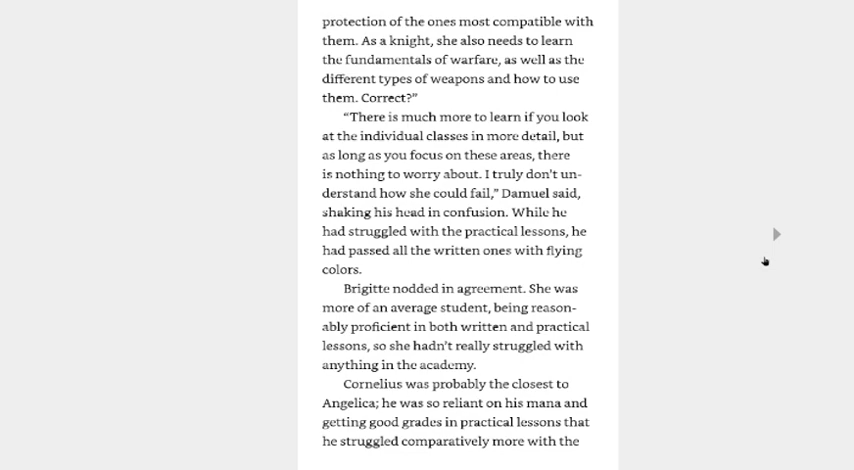 protection of the ones most compatible with
them. As a knight, she also needs to learn
the fundamentals of warfare, as well as the
different types of weapons and how to use
them. Correct?”
“There is much more to learn if you look
at the individual classes in more detail, but
as long as you focus on these areas, there
is nothing to worry about. I truly don't un-
derstand how she could fail,” Damuel said,
shaking his head in confusion. While he
had struggled with the practical lessons, he
had passed all the written ones with flying
colors.
Brigitte nodded in agreement. She was
more of an average student, being reason-
ably proficient in both written and practical
lessons, so she hadn't really struggled with
anything in the academy.
Cornelius was probably the closest to
Angelica; he was so reliant on his mana and
getting good grades in practical lessons that
he struggled comparatively more with the